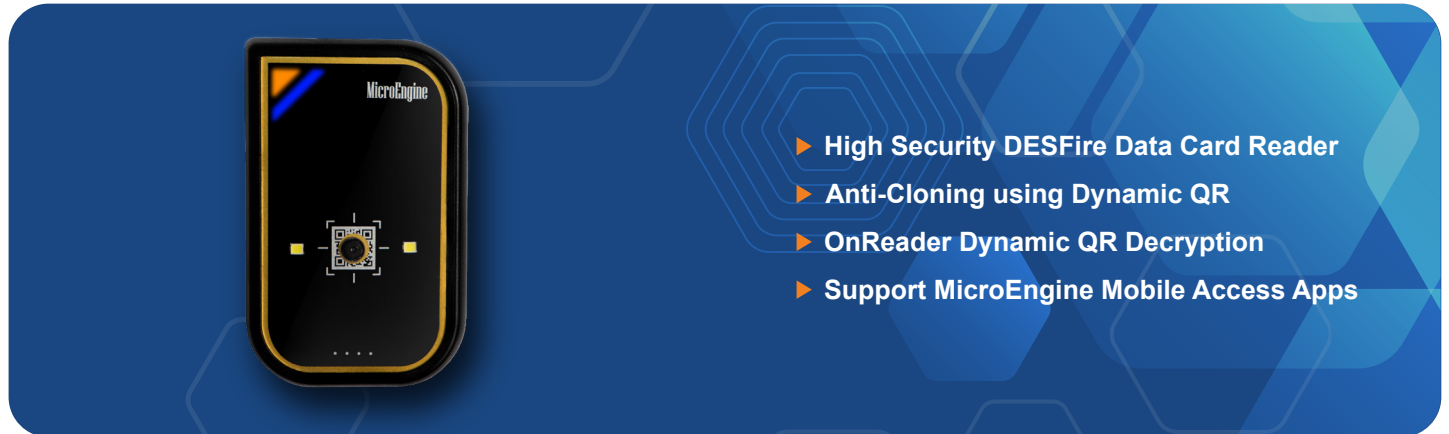 MicroEngine
High Security DESFire Data Card Reader
Anti-Cloning using Dynamic QR
OnReader Dynamic QR Decryption
Support MicroEngine Mobile Access Apps